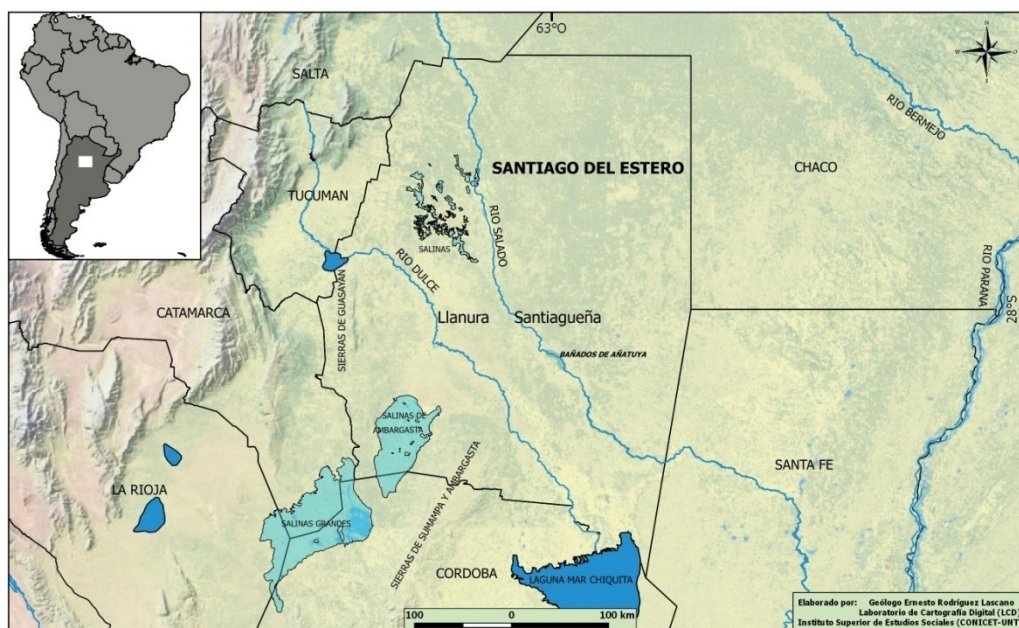 63°O
N
O
E
S
SALTA
RIO BERMEJO
CHACO
SANTIAGO DEL ESTERO
TUCUMAN
RIO SALADO
SALINAS
RIO DULCE
RIO PARANA
28°S
SIERRAS DE GUASAYÁN
CATAMARCA
Llanura Santiagueña
BAÑADOS DE AÑATUYA
SALINAS DE
AMBARGASTA
SIERRAS DE SUMAMPA Y AMBARGASTA
SANTA FE
LA RIOJA
SALINAS GRANDES
CORDOBA
LAGUNA MAR CHIQUITA
100 0 100 km
Elaborado por: Geólogo Ernesto Rodríguez Lascano
Laboratorio de Cartografía Digital (LCD)
Instituto Superior de Estudios Sociales (CONICET-UNT)